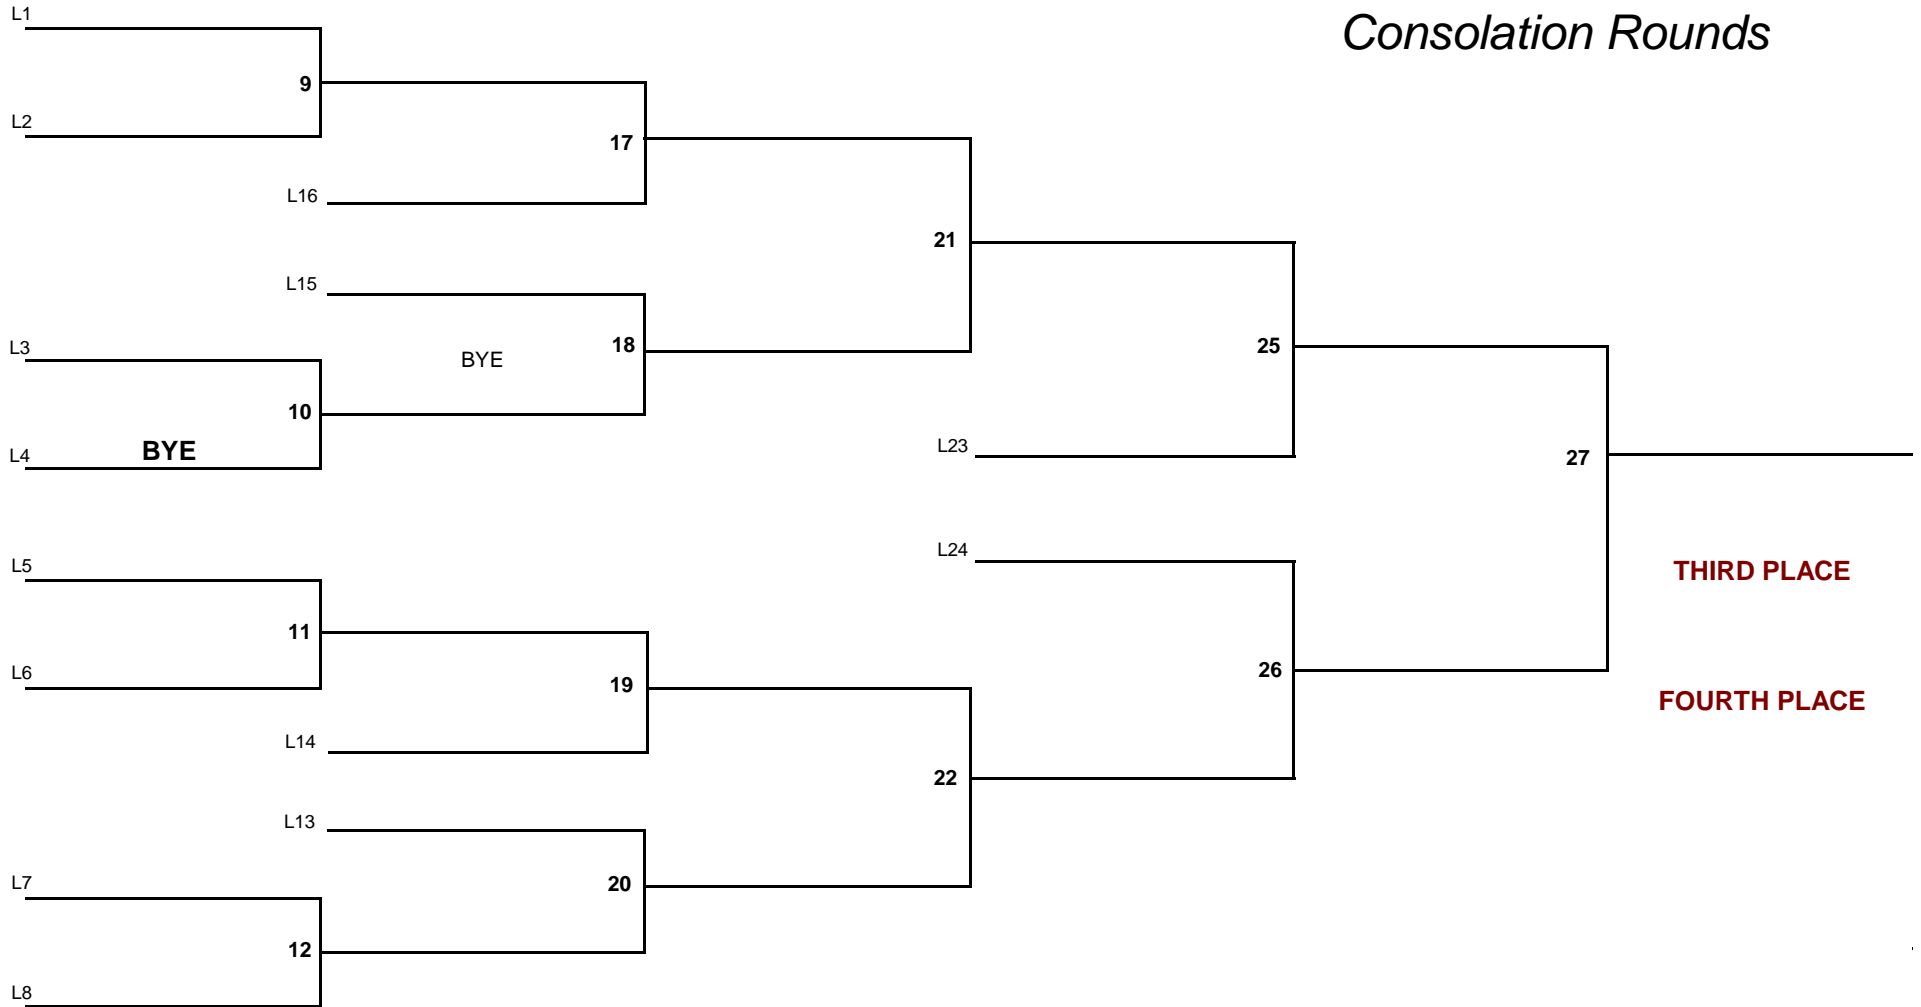 L1
Consolation Rounds
9
L2
17
L16
21
L15
L3
BYE
18
25
10
L4
BYE
L23
27
L24
L5
THIRD PLACE
11
L6
19
26
FOURTH PLACE
L14
22
L13
L7
20
12
L8